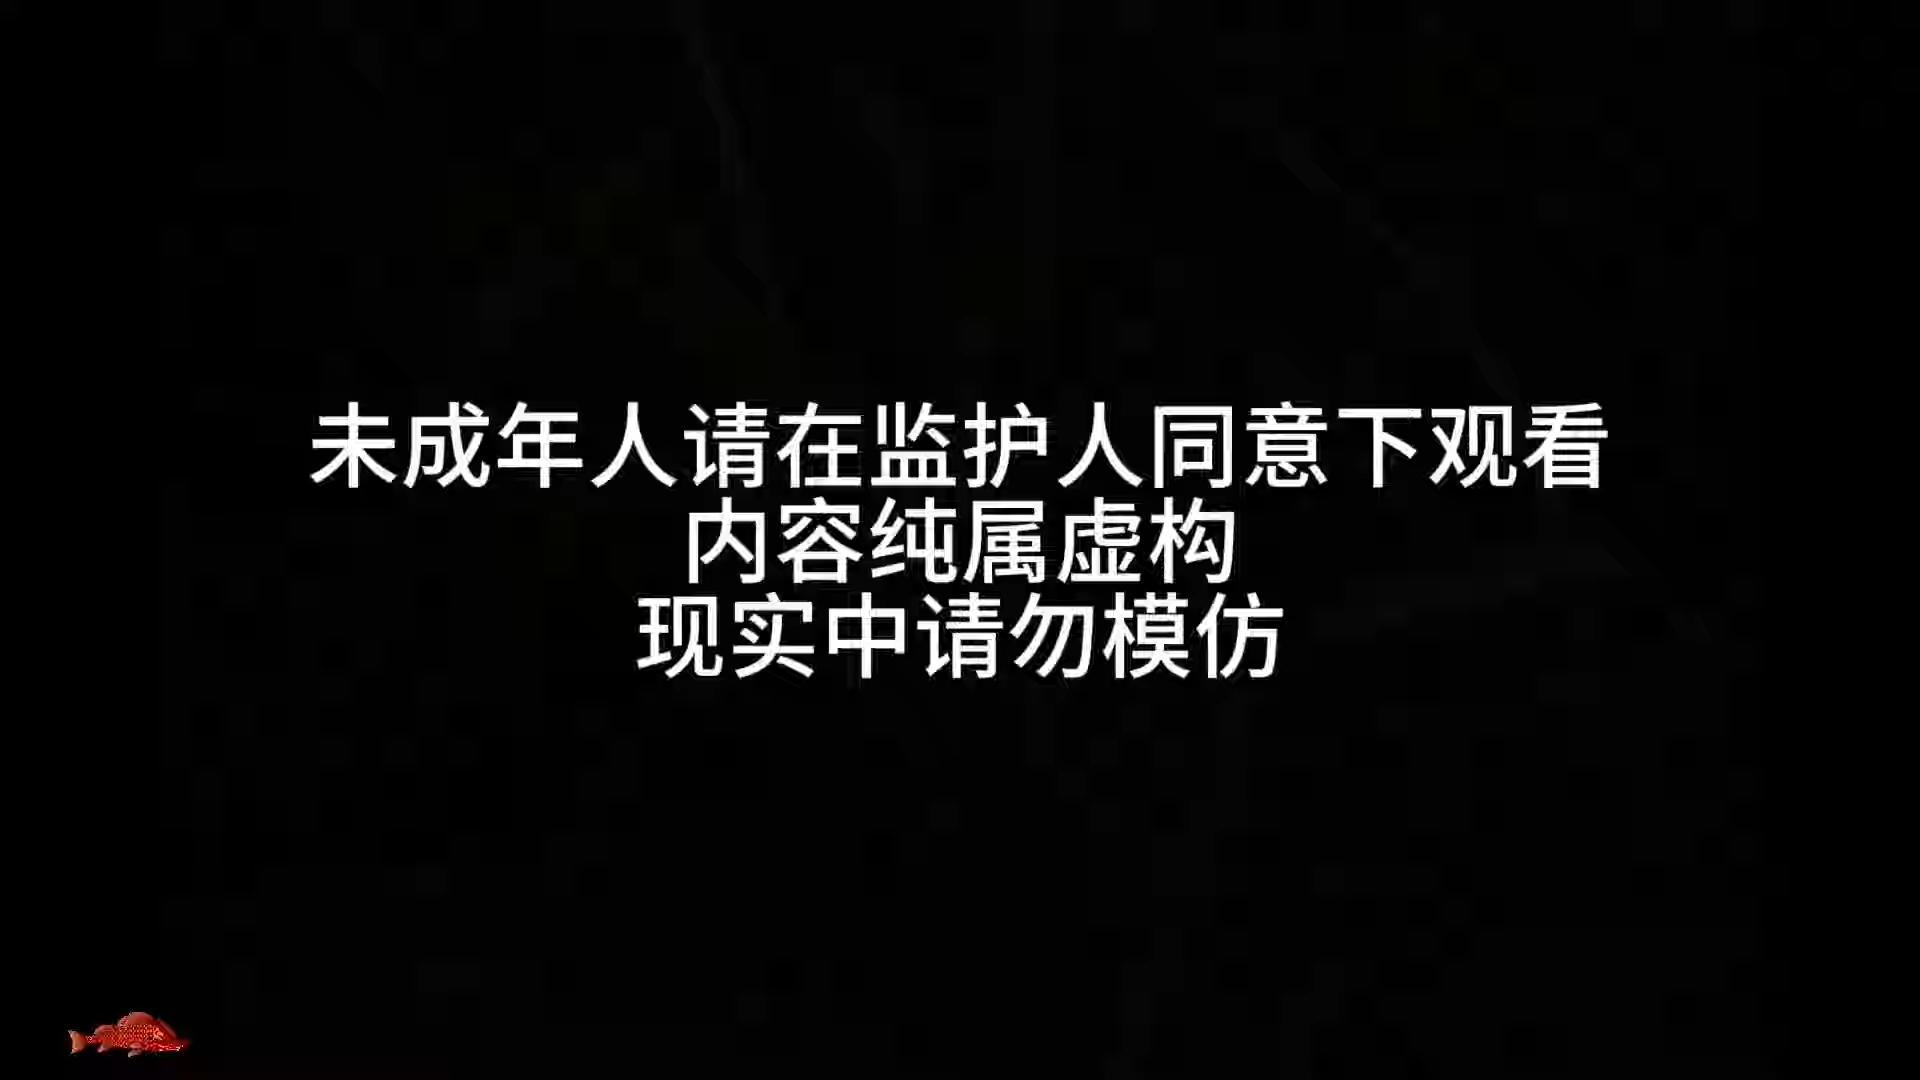 未成年人请在监护人同意下观看
内容纯属虚构
现实中请勿模仿